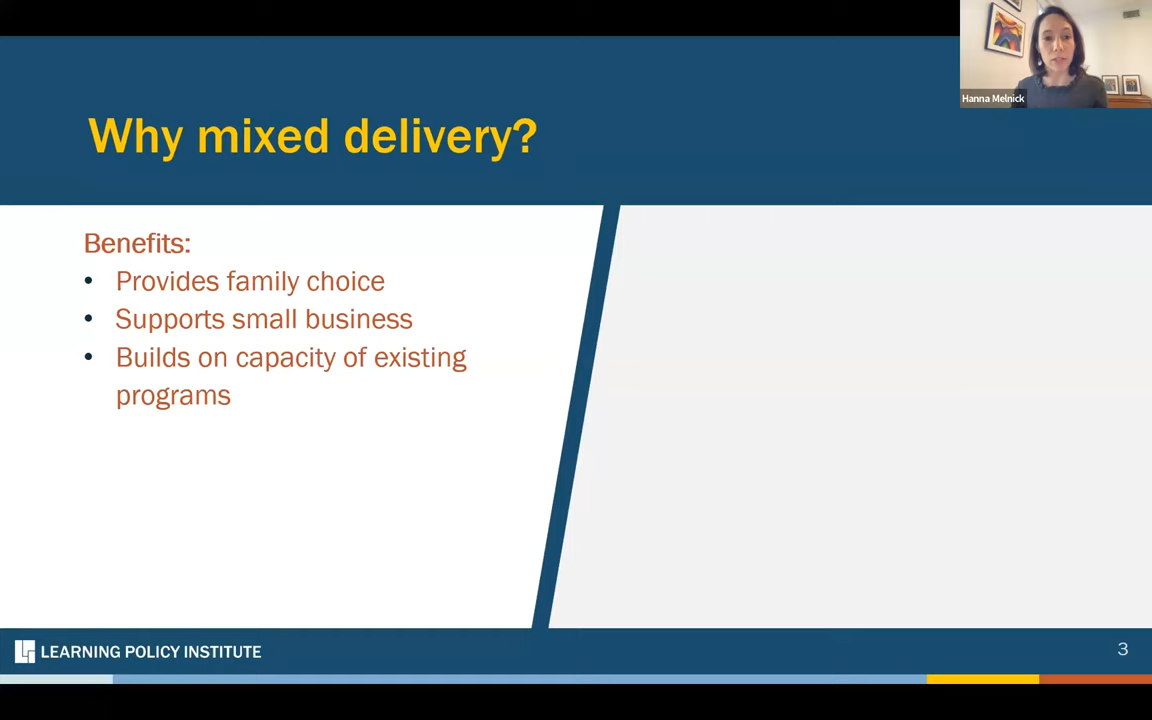 Hanna Melnick
Why mixed delivery?
Benefits:
• Provides family choice
• Supports small business
• Builds on capacity of existing
programs
LEARNING POLICY INSTITUTE
3